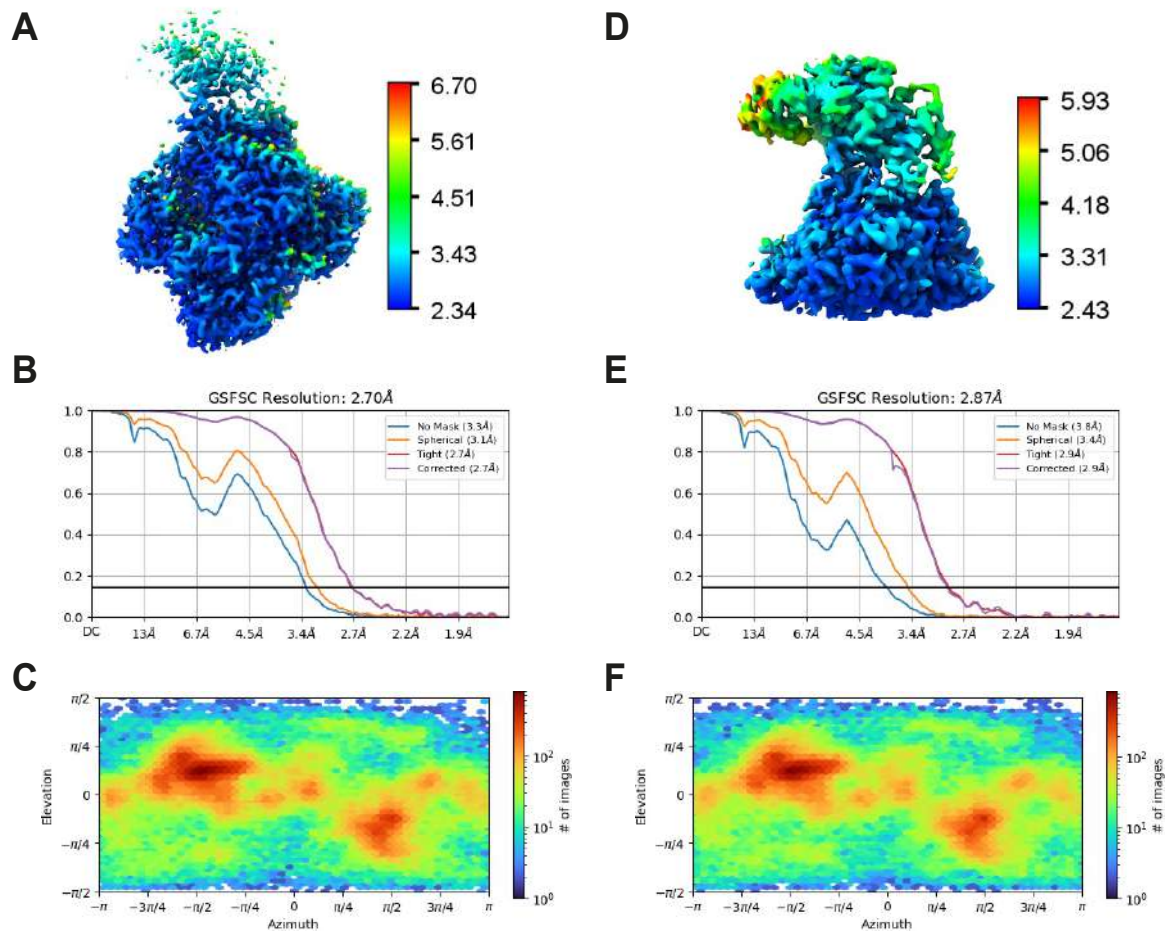 A
6.70
5.61
4.51
3.43
2.34
D
5.93
5.06
4.18
3.31
2.43
B
GSFSC Resolution: 2.70Å
1.0
0.8
0.6
0.4
0.2
0.0
No Mask (3.3Å)
Spherical (3.1Å)
Tight (2.7Å)
Corrected (2.7Å)
DC 13Å 6.7Å 4.5Å 3.4Å 2.7Å 2.2Å 1.9Å
E
GSFSC Resolution: 2.87Å
1.0
0.8
0.6
0.4
0.2
0.0
No Mask (3.8Å)
Spherical (3.4Å)
Tight (2.9Å)
Corrected (2.9Å)
DC 13Å 6.7Å 4.5Å 3.4Å 2.7Å 2.2Å 1.9Å
C
Elevation
π/2
π/4
0
−π/4
−π/2
−π −3π/4 −π/2 −π/4 0 π/4 π/2 3π/4 π
Azimuth
10²
10¹
10⁰
# of images
F
Elevation
π/2
π/4
0
−π/4
−π/2
−π −3π/4 −π/2 −π/4 0 π/4 π/2 3π/4 π
Azimuth
10²
10¹
10⁰
# of images